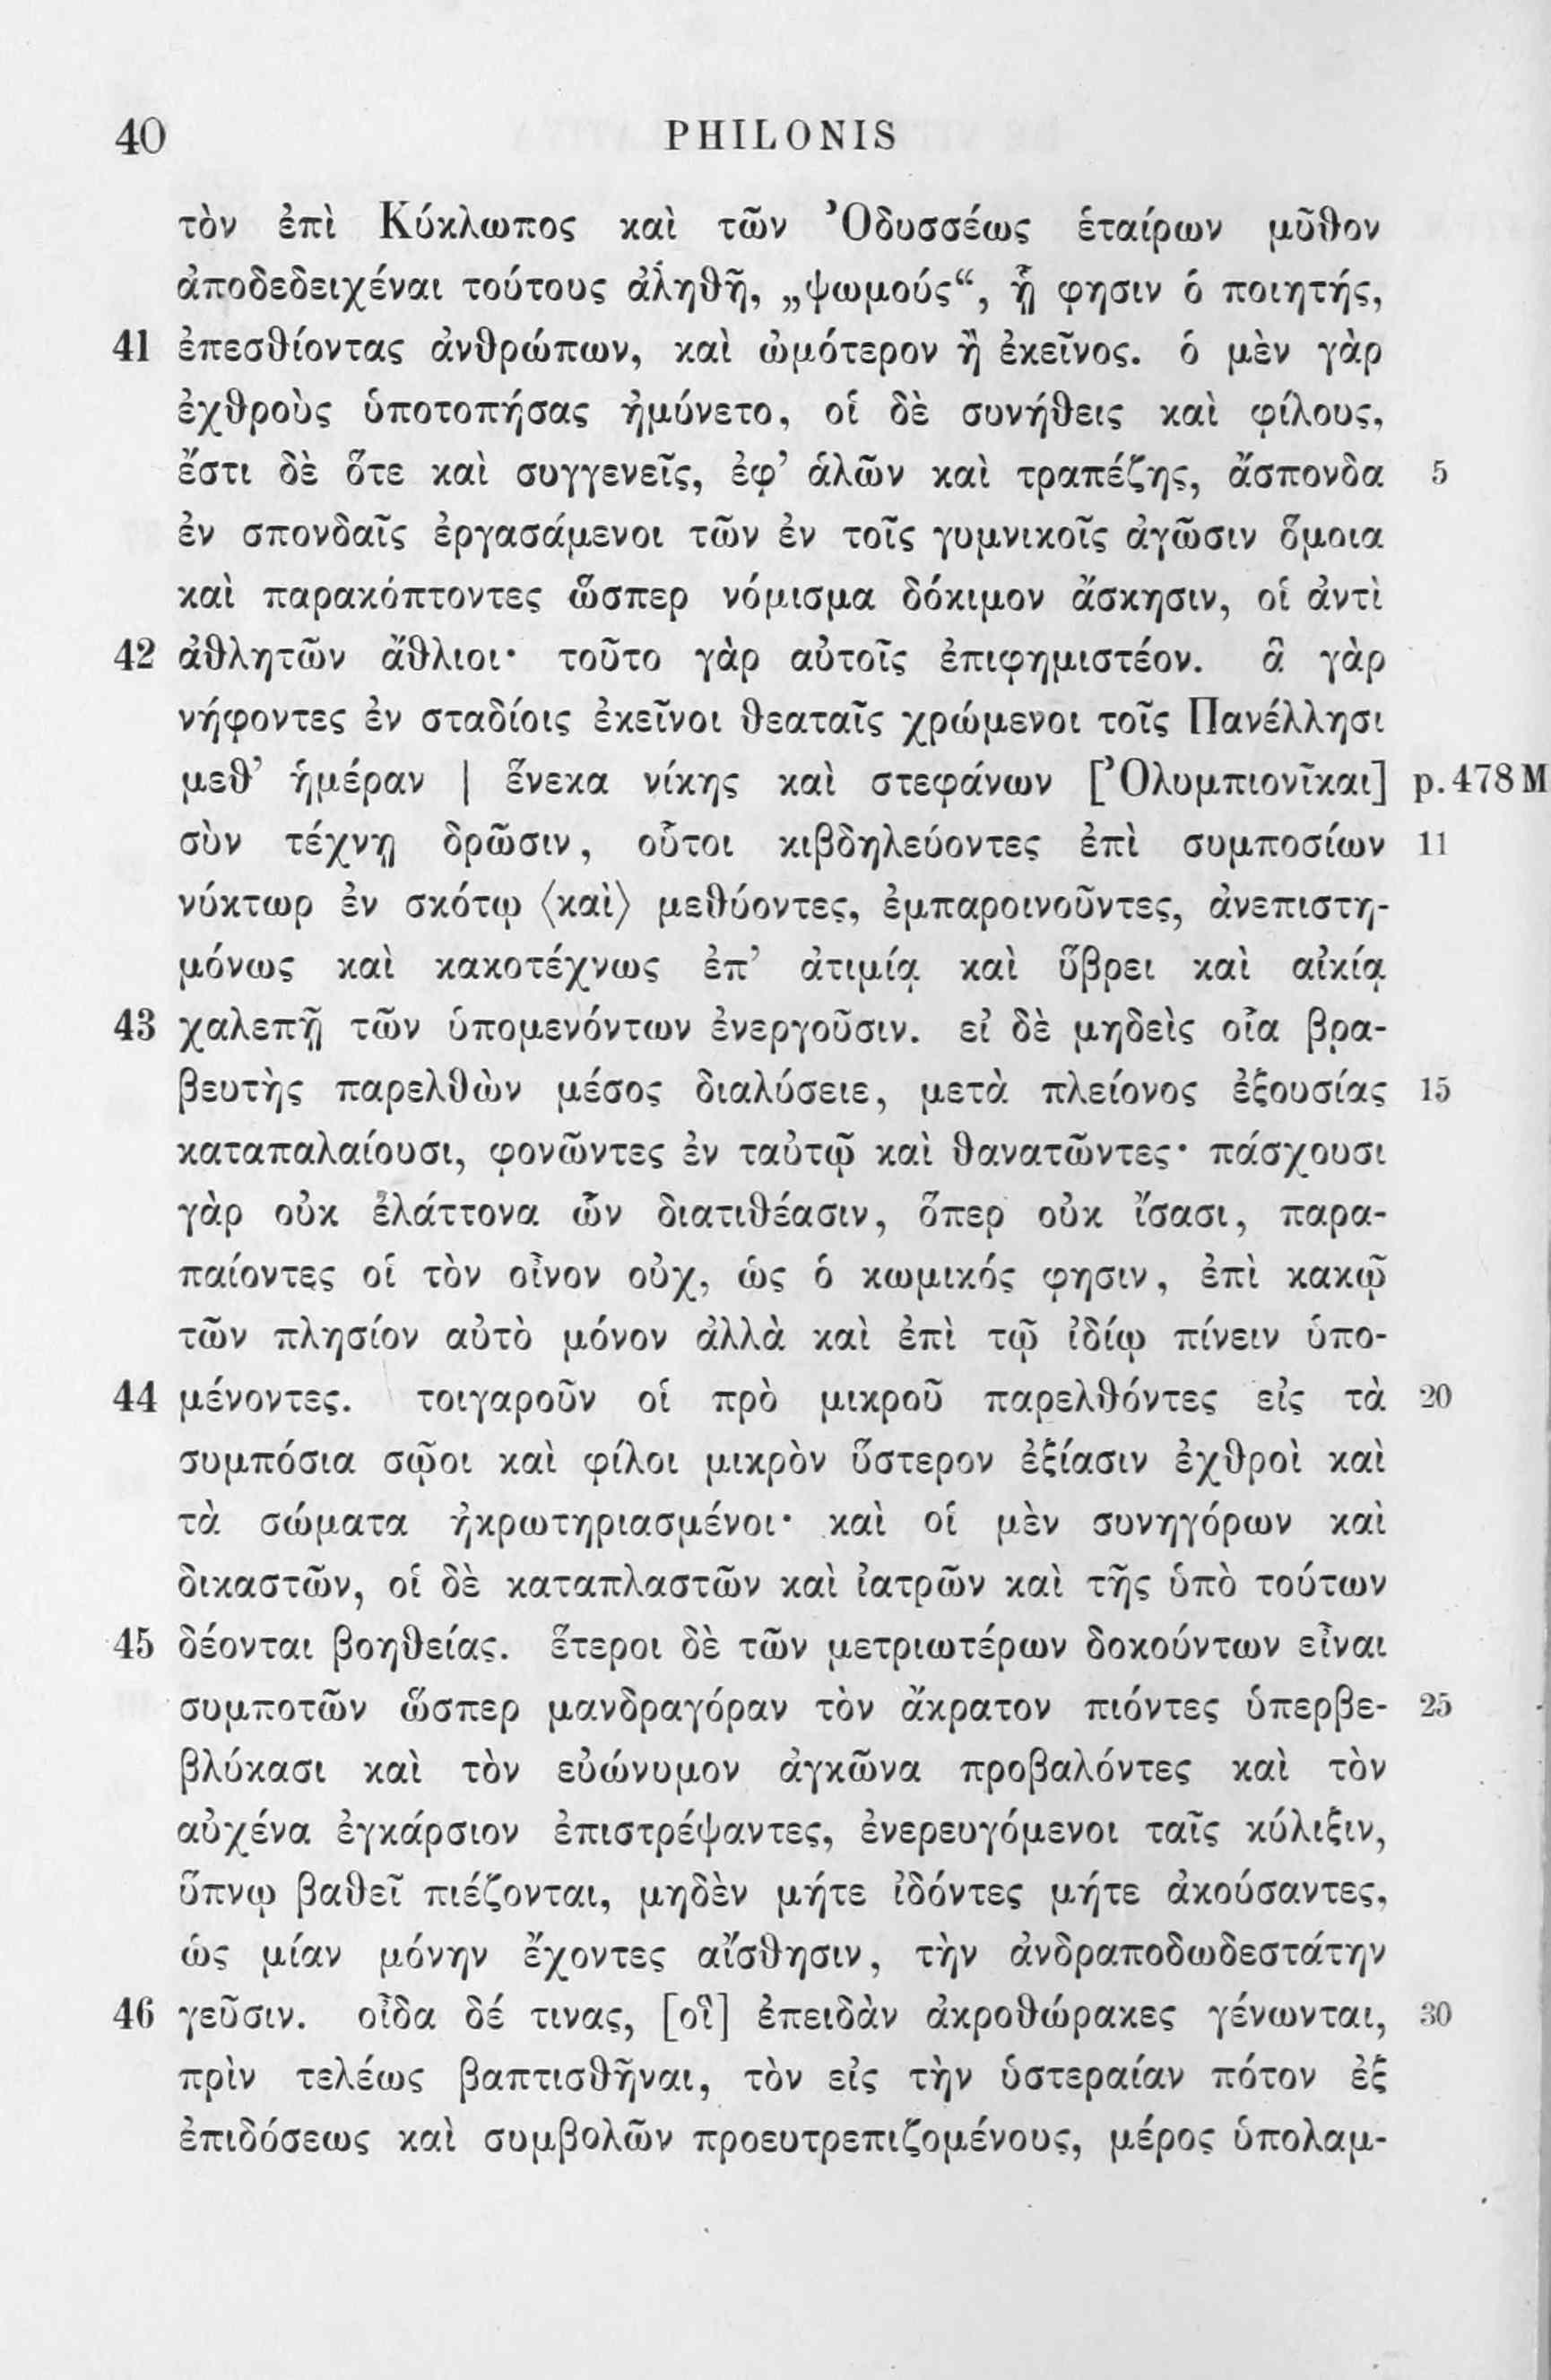 40 PHILONIS
τὸν ἐπὶ Κύκλωπος καὶ τῶν Ὀδυσσέως ἑταίρων μῦθον
ἀποδεδειχέναι τούτους ἀληθῆ, „ψωμούς“, ᾗ φησιν ὁ ποιητής,
41 ἐπεσθίοντας ἀνθρώπων, καὶ ὠμότερον ἢ ἐκεῖνος. ὁ μὲν γὰρ
ἐχθροὺς ὑποτοπήσας ἠμύνετο, οἱ δὲ συνήθεις καὶ φίλους,
ἔστι δὲ ὅτε καὶ συγγενεῖς, ἐφ’ ἁλῶν καὶ τραπέζης, ἄσπονδα 5
ἐν σπονδαῖς ἐργασάμενοι τῶν ἐν τοῖς γυμνικοῖς ἀγῶσιν ὅμοια
καὶ παρακόπτοντες ὥσπερ νόμισμα δόκιμον ἄσκησιν, οἱ ἀντὶ
42 ἀθλητῶν ἄθλιοι· τοῦτο γὰρ αὐτοῖς ἐπιφημιστέον. ἃ γὰρ
νήφοντες ἐν σταδίοις ἐκεῖνοι θεαταῖς χρώμενοι τοῖς Πανέλλησι
μεθ’ ἡμέραν | ἕνεκα νίκης καὶ στεφάνων [Ὀλυμπιονῖκαι] p. 478 M
σὺν τέχνῃ δρῶσιν, οὗτοι κιβδηλεύοντες ἐπὶ συμποσίων 11
νύκτωρ ἐν σκότῳ ⟨καὶ⟩ μεθύοντες, ἐμπαροινοῦντες, ἀνεπιστη-
μόνως καὶ κακοτέχνως ἐπ’ ἀτιμίᾳ καὶ ὕβρει καὶ αἰκίᾳ
43 χαλεπῇ τῶν ὑπομενόντων ἐνεργοῦσιν. εἰ δὲ μηδεὶς οἷα βρα-
βευτὴς παρελθὼν μέσος διαλύσειε, μετὰ πλείονος ἐξουσίας 15
καταπαλαίουσι, φονῶντες ἐν ταὐτῷ καὶ θανατῶντες· πάσχουσι
γὰρ οὐκ ἐλάττονα ὧν διατιθέασιν, ὅπερ οὐκ ἴσασι, παρα-
παίοντες οἱ τὸν οἶνον οὐχ, ὡς ὁ κωμικός φησιν, ἐπὶ κακῷ
τῶν πλησίον αὐτὸ μόνον ἀλλὰ καὶ ἐπὶ τῷ ἰδίῳ πίνειν ὑπο-
44 μένοντες. τοιγαροῦν οἱ πρὸ μικροῦ παρελθόντες εἰς τὰ 20
συμπόσια σῷοι καὶ φίλοι μικρὸν ὕστερον ἐξίασιν ἐχθροὶ καὶ
τὰ σώματα ἠκρωτηριασμένοι· καὶ οἱ μὲν συνηγόρων καὶ
δικαστῶν, οἱ δὲ καταπλαστῶν καὶ ἰατρῶν καὶ τῆς ὑπὸ τούτων
45 δέονται βοηθείας. ἕτεροι δὲ τῶν μετριωτέρων δοκούντων εἶναι
συμποτῶν ὥσπερ μανδραγόραν τὸν ἄκρατον πιόντες ὑπερβε- 25
βλύκασι καὶ τὸν εὐώνυμον ἀγκῶνα προβαλόντες καὶ τὸν
αὐχένα ἐγκάρσιον ἐπιστρέψαντες, ἐνερευγόμενοι ταῖς κύλιξιν,
ὕπνῳ βαθεῖ πιέζονται, μηδὲν μήτε ἰδόντες μήτε ἀκούσαντες,
ὡς μίαν μόνην ἔχοντες αἴσθησιν, τὴν ἀνδραποδωδεστάτην
46 γεῦσιν. οἶδα δέ τινας, [οἳ] ἐπειδὰν ἀκροθώρακες γένωνται, 30
πρὶν τελέως βαπτισθῆναι, τὸν εἰς τὴν ὑστεραίαν πότον ἐξ
ἐπιδόσεως καὶ συμβολῶν προευτρεπιζομένους, μέρος ὑπολαμ-